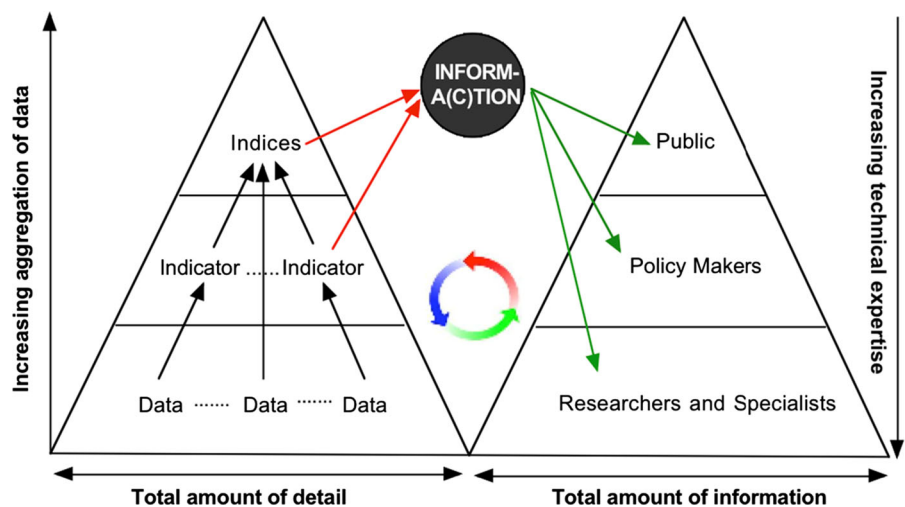 Increasing aggregation of data
Indices
Indicator ...... Indicator
Data ....... Data ....... Data
Total amount of detail
INFORM-
A(C)TION
Public
Policy Makers
Researchers and Specialists
Total amount of information
Increasing technical expertise